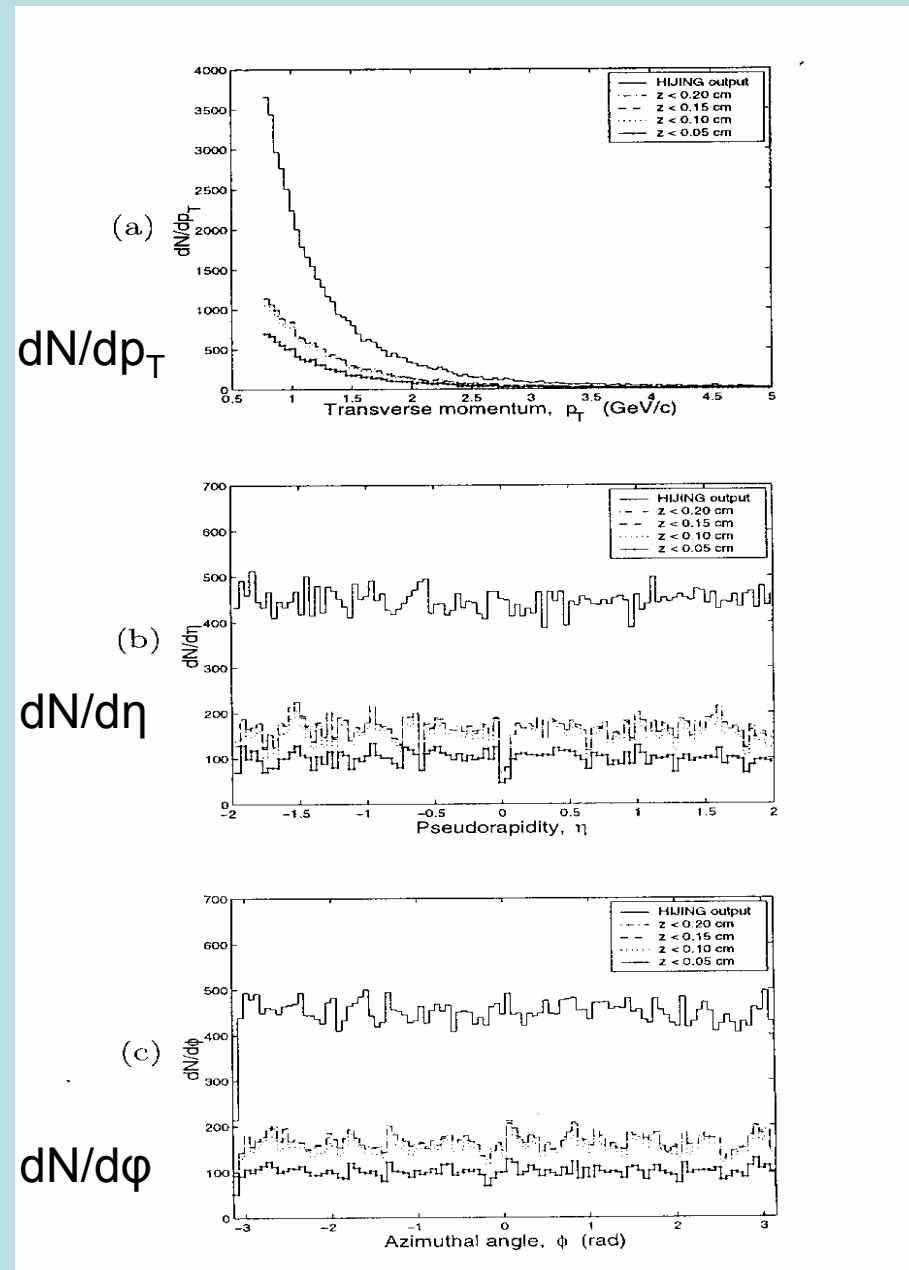 4000
3500
3000
2500
2000
1500
1000
500
0
HIJING output
z < 0.20 cm
z < 0.15 cm
z < 0.10 cm
z < 0.05 cm
(a)
dN/dp_T
dN/dp_T
0.5 1 1.5 2 2.5 3 3.5 4 4.5 5
Transverse momentum, p_T (GeV/c)
700
600
500
400
300
200
100
0
HIJING output
z < 0.20 cm
z < 0.15 cm
z < 0.10 cm
z < 0.05 cm
(b)
dN/dη
dN/dη
-2 -1.5 -1 -0.5 0 0.5 1 1.5 2
Pseudorapidity, η
700
600
500
400
300
200
100
0
HIJING output
z < 0.20 cm
z < 0.15 cm
z < 0.10 cm
z < 0.05 cm
(c)
dN/dϕ
dN/dφ
-3 -2 -1 0 1 2 3
Azimuthal angle, ϕ (rad)